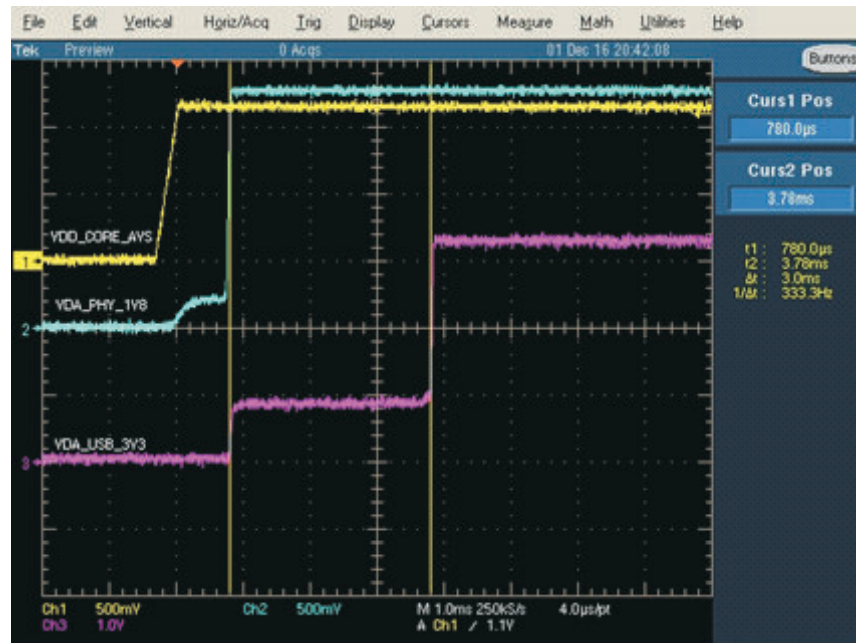 File Edit Vertical Horiz/Acq Trig Display Cursors Measure Math Utilities Help
Tek Preview 0 Acqs 01 Dec 16 20:42:08
Buttons
Curs1 Pos
780.0µs
Curs2 Pos
3.78ms
t1: 780.0µs
t2: 3.78ms
Δt: 3.0ms
1/Δt: 333.3Hz
VDD_CORE_AVS
1
VDA_PHY_1V8
2
VDA_USB_3V3
3
Ch1 500mV Ch2 500mV M 1.0ms 250kS/s 4.0µs/pt
Ch3 1.0V A Ch1 / 1.1V